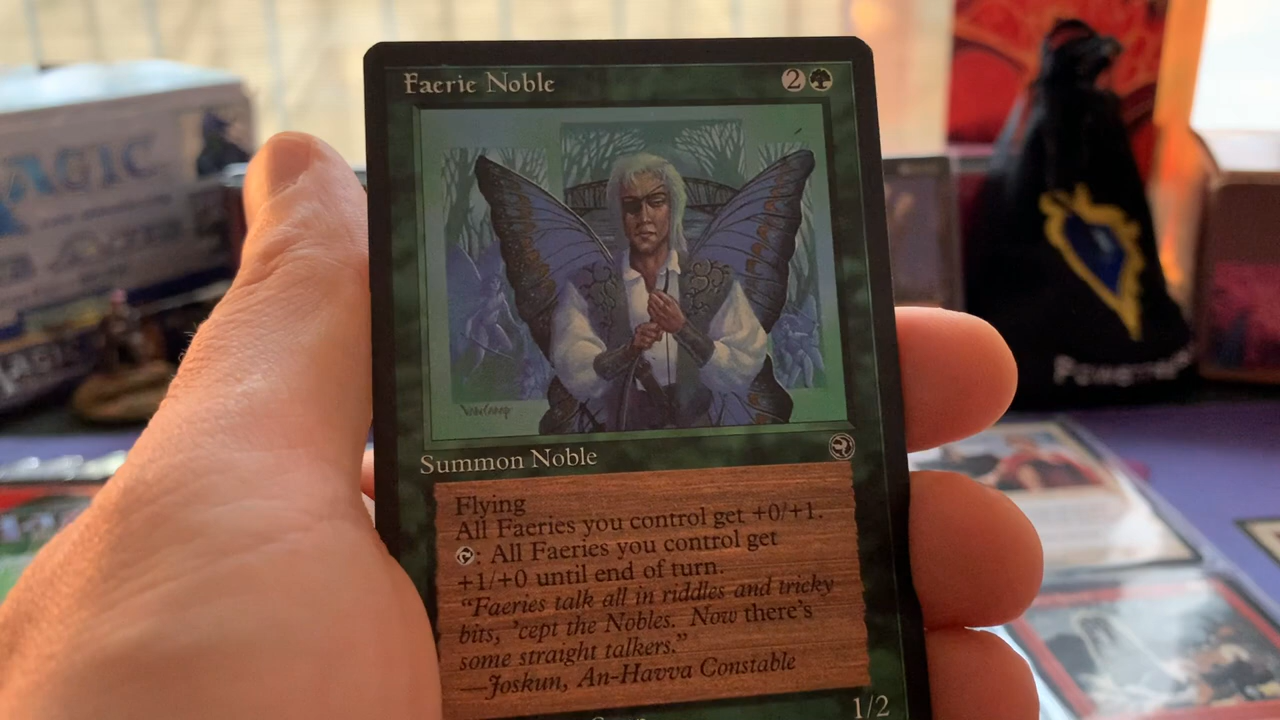 Faerie Noble 2
MAGIC
Summon Noble
Flying
All Faeries you control get +0/+1.
: All Faeries you control get
+1/+0 until end of turn.
"Faeries talk all in riddles and tricky
bits, 'cept the Nobles. Now there's
some straight talkers."
—Joskun, An-Havva Constable
1/2